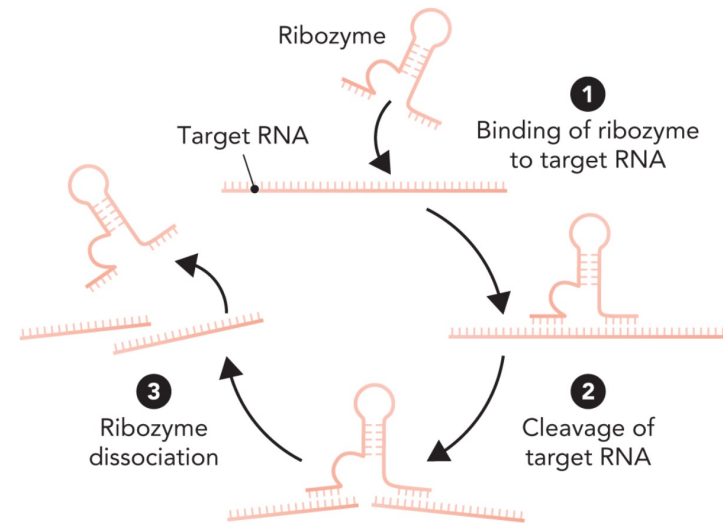 Ribozyme
1
Binding of ribozyme
to target RNA
Target RNA
2
Cleavage of
target RNA
3
Ribozyme
dissociation